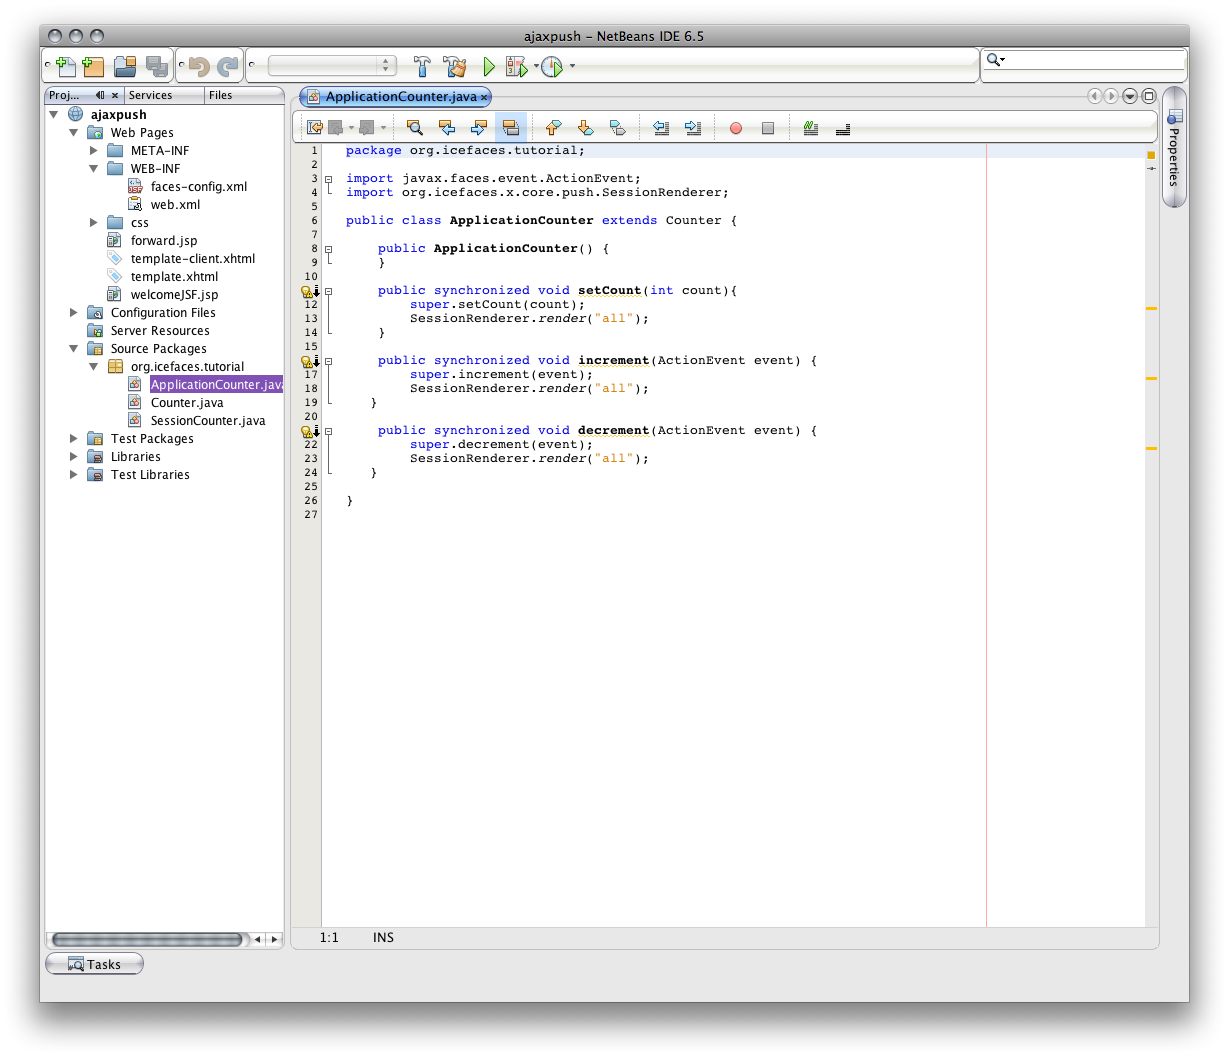 ajaxpush – NetBeans IDE 6.5
Proj... Services Files
ajaxpush
Web Pages
META-INF
WEB-INF
faces-config.xml
web.xml
css
forward.jsp
template-client.xhtml
template.xhtml
welcomeJSF.jsp
Configuration Files
Server Resources
Source Packages
org.icefaces.tutorial
ApplicationCounter.java
Counter.java
SessionCounter.java
Test Packages
Libraries
Test Libraries
ApplicationCounter.java
1 package org.icefaces.tutorial;
2
3 import javax.faces.event.ActionEvent;
4 import org.icefaces.x.core.push.SessionRenderer;
5
6 public class ApplicationCounter extends Counter {
7
8 public ApplicationCounter() {
9 }
10
public synchronized void setCount(int count){
12 super.setCount(count);
13 SessionRenderer.render("all");
14 }
15
public synchronized void increment(ActionEvent event) {
17 super.increment(event);
18 SessionRenderer.render("all");
19 }
20
public synchronized void decrement(ActionEvent event) {
22 super.decrement(event);
23 SessionRenderer.render("all");
24 }
25
26 }
27
1:1 INS
Properties
Tasks